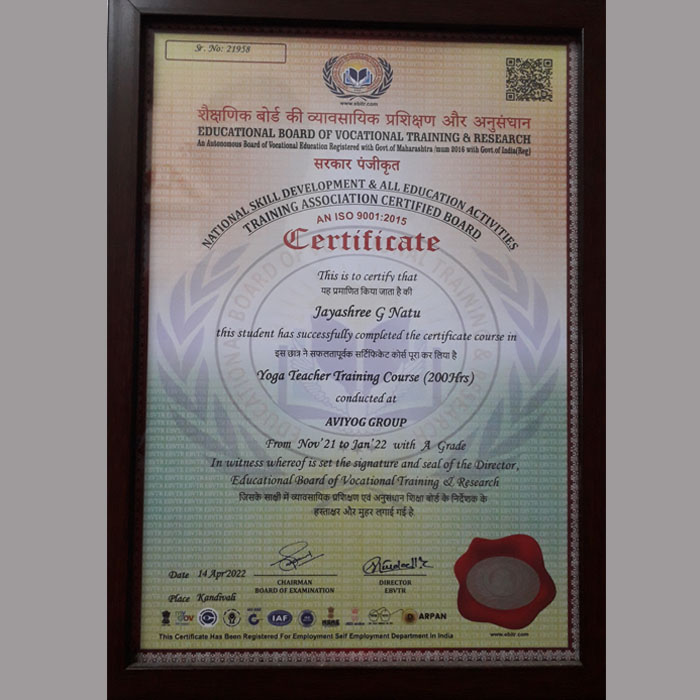 Sr. No: 21958
www.ebltr.com
शैक्षणिक बोर्ड की व्यावसायिक प्रशिक्षण और अनुसंधान
EDUCATIONAL BOARD OF VOCATIONAL TRAINING & RESEARCH
An Autonomous Board of Vocational Education Registered with Govt.of Maharashtra /mum 2016 with Govt.of India(Reg)
सरकार पंजीकृत
NATIONAL SKILL DEVELOPMENT & ALL EDUCATION ACTIVITIES
TRAINING ASSOCIATION CERTIFIED BOARD
AN ISO 9001:2015
Certificate
This is to certify that
यह प्रमाणित किया जाता है की
Jayashree G Natu
this student has successfully completed the certificate course in
इस छात्र ने सफलतापूर्वक सर्टिफिकेट कोर्स पूरा कर लिया है
Yoga Teacher Training Course (200Hrs)
conducted at
AVIYOG GROUP
From Nov'21 to Jan'22 with A Grade
In witness whereof is set the signature and seal of the Director,
Educational Board of Vocational Training & Research
जिसके साक्षी में व्यावसायिक प्रशिक्षण एवं अनुसंधान शिक्षा बोर्ड के निर्देशक के
हस्ताक्षर और मुहर लगाई गई है
Date 14 Apr2022
CHAIRMAN
BOARD OF EXAMINATION
DIRECTOR
EBVTR
Place Kandivali
IAF
DARPAN
This Certificate Has Been Registered For Employment Self Employment Department in India
www.ebltr.com